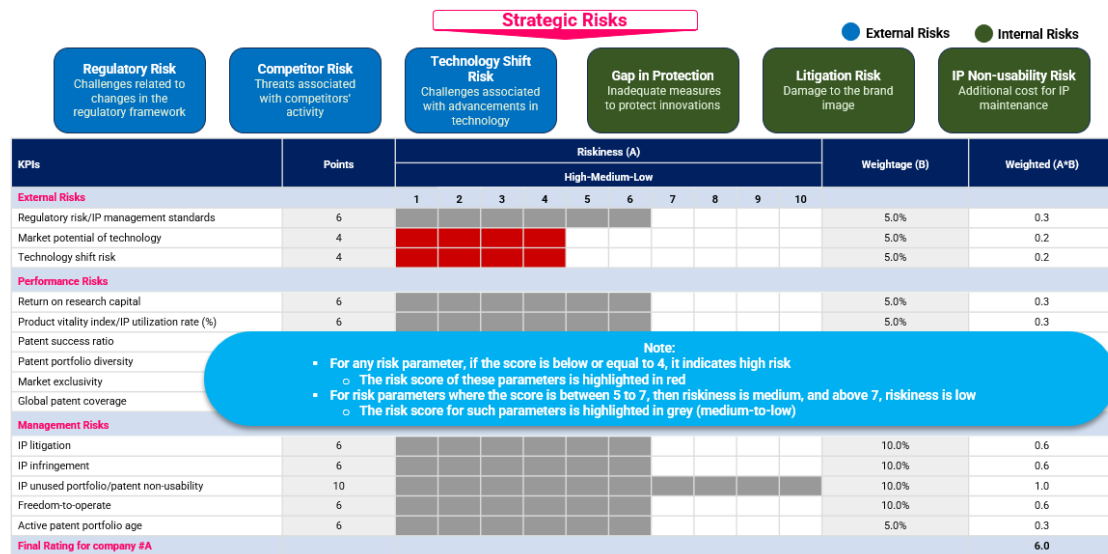 Strategic Risks
External Risks
Internal Risks
Regulatory Risk
Challenges related to
changes in the
regulatory framework
Competitor Risk
Threats associated
with competitors'
activity
Technology Shift
Risk
Challenges associated
with advancements in
technology
Gap in Protection
Inadequate measures
to protect innovations
Litigation Risk
Damage to the brand
image
IP Non-usability Risk
Additional cost for IP
maintenance
KPIs Points Riskiness (A) Weightage (B) Weighted (A*B)
High-Medium-Low
External Risks 1 2 3 4 5 6 7 8 9 10
Regulatory risk/IP management standards 6 5.0% 0.3
Market potential of technology 4 5.0% 0.2
Technology shift risk 4 5.0% 0.2
Performance Risks
Return on research capital 6 5.0% 0.3
Product vitality index/IP utilization rate (%) 6 5.0% 0.3
Patent success ratio
Patent portfolio diversity
Market exclusivity
Global patent coverage
Note:
▪ For any risk parameter, if the score is below or equal to 4, it indicates high risk
o The risk score of these parameters is highlighted in red
▪ For risk parameters where the score is between 5 to 7, then riskiness is medium, and above 7, riskiness is low
o The risk score for such parameters is highlighted in grey (medium-to-low)
Management Risks
IP litigation 6 10.0% 0.6
IP infringement 6 10.0% 0.6
IP unused portfolio/patent non-usability 10 10.0% 1.0
Freedom-to-operate 6 10.0% 0.6
Active patent portfolio age 6 5.0% 0.3
Final Rating for company #A 6.0